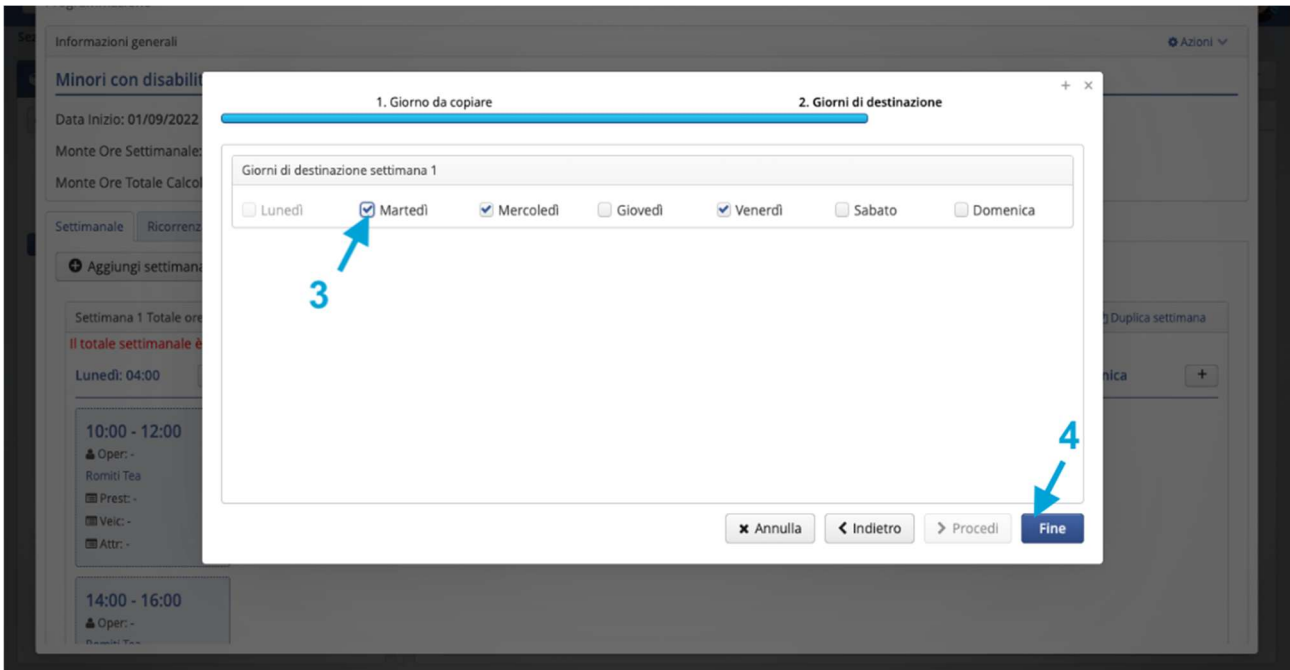 Informazioni generali
Azioni
Minori con disabilit
1. Giorno da copiare
2. Giorni di destinazione
Data Inizio: 01/09/2022
Monte Ore Settimanale:
Giorni di destinazione settimana 1
Monte Ore Totale Calcol
Lunedì Martedì Mercoledì Giovedì Venerdì Sabato Domenica
Settimanale Ricorrenz
Aggiungi settimana
3
Settimana 1 Totale ore
Duplica settimana
Il totale settimanale è
Lunedì: 04:00
nica +
10:00 - 12:00
4
Oper: -
Romiti Tea
Prest: -
Veic: -
Annulla Indietro Procedi Fine
Attr: -
14:00 - 16:00
Oper: -